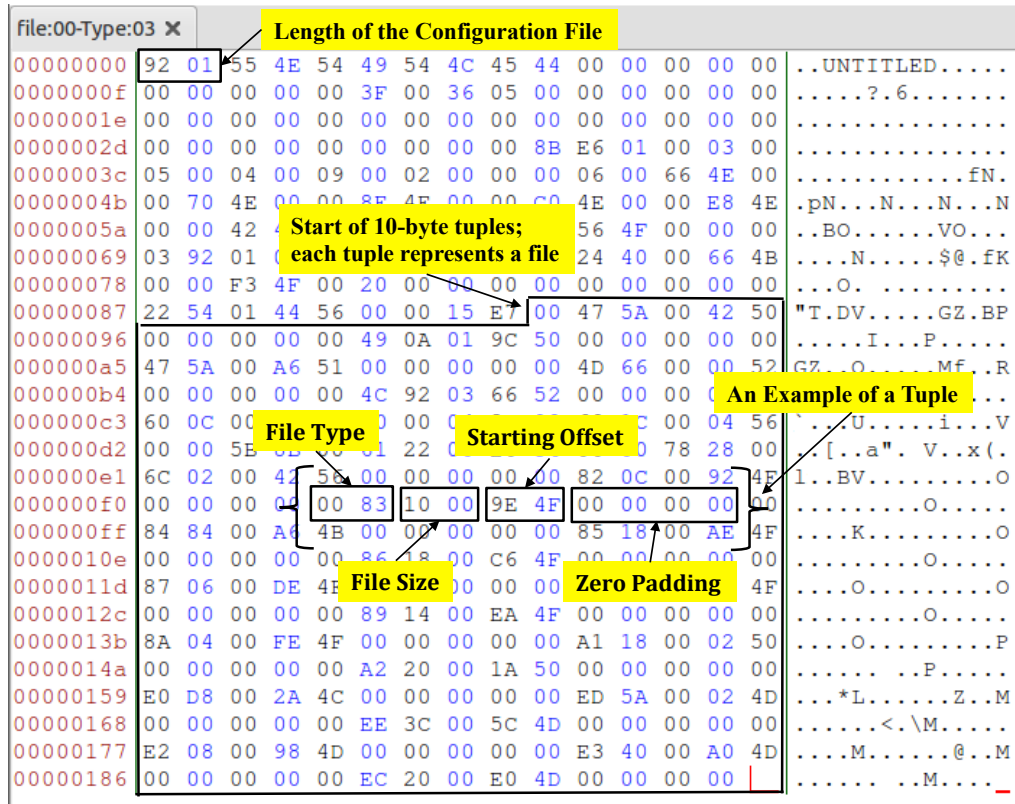 file:00-Type:03 ×
Length of the Configuration File
00000000 92 01 55 4E 54 49 54 4C 45 44 00 00 00 00 00 ..UNTITLED.....
0000000f 00 00 00 00 00 3F 00 36 05 00 00 00 00 00 00 .....?.6.......
0000001e 00 00 00 00 00 00 00 00 00 00 00 00 00 00 00 ...............
0000002d 00 00 00 00 00 00 00 00 00 8B E6 01 00 03 00 ...............
0000003c 05 00 04 00 09 00 02 00 00 00 06 00 66 4E 00 ............fN.
0000004b 00 70 4E 00 00 8F 4E 00 00 C0 4E 00 00 E8 4E .pN...N...N...N
0000005a 00 00 42 56 4F 00 00 00 ..BO......VO...
Start of 10-byte tuples;
each tuple represents a file
00000069 03 92 01 24 40 00 66 4B ....N.....$@.fK
00000078 00 00 F3 4F 00 20 00 00 00 00 00 00 00 00 00 ...O. .........
00000087 22 54 01 44 56 00 00 15 E7 00 47 5A 00 42 50 "T.DV.....GZ.BP
00000096 00 00 00 00 00 49 0A 01 9C 50 00 00 00 00 00 .....I...P.....
000000a5 47 5A 00 A6 51 00 00 00 00 00 4D 66 00 00 52 GZ..Q.....Mf..R
000000b4 00 00 00 00 00 4C 92 03 66 52 00 00 00
An Example of a Tuple
000000c3 60 0C 00 00 04 56 `...U.....i...V
File Type
Starting Offset
000000d2 00 00 78 28 00 ..[..a". V..x(.
000000e1 6C 02 00 42 56 00 00 00 00 00 82 0C 00 92 4F l..BV.........O
000000f0 00 00 00 00 00 83 10 00 9E 4F 00 00 00 00 00 .........O.....
000000ff 84 84 00 A6 4B 00 00 00 00 00 85 18 00 AE 4F ....K.........O
0000010e 00 00 00 00 00 86 18 00 C6 4F 00 00 00 00 00 .........O.....
File Size
Zero Padding
0000011d 87 06 00 DE 00 00 00 4F ....O.........O
0000012c 00 00 00 00 00 89 14 00 EA 4F 00 00 00 00 00 .........O.....
0000013b 8A 04 00 FE 4F 00 00 00 00 00 A1 18 00 02 50 ....O.........P
0000014a 00 00 00 00 00 A2 20 00 1A 50 00 00 00 00 00 ...... ..P.....
00000159 E0 D8 00 2A 4C 00 00 00 00 00 ED 5A 00 02 4D ...*L......Z..M
00000168 00 00 00 00 00 EE 3C 00 5C 4D 00 00 00 00 00 ......<.\M.....
00000177 E2 08 00 98 4D 00 00 00 00 00 E3 40 00 A0 4D ....M......@..M
00000186 00 00 00 00 00 EC 20 00 E0 4D 00 00 00 00 ...... ..M....